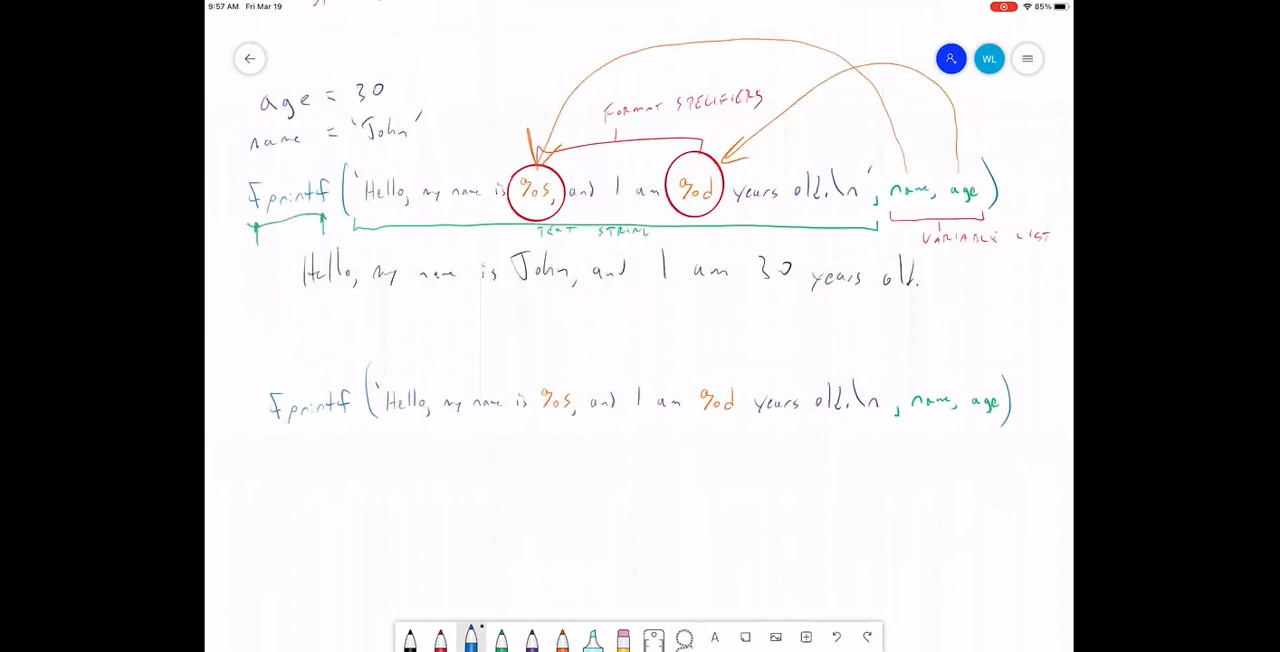 9:57 AM Fri Mar 19
85%
WL
age = 30
name = 'John'
FORMAT SPECIFIERS
fprintf ('Hello, my name is %s, and I am %d years old.\n', name, age)
TEXT STRING
VARIABLE LIST
Hello, my name is John, and I am 30 years old.
fprintf ('Hello, my name is %s, and I am %d years old.\n , name, age)
A